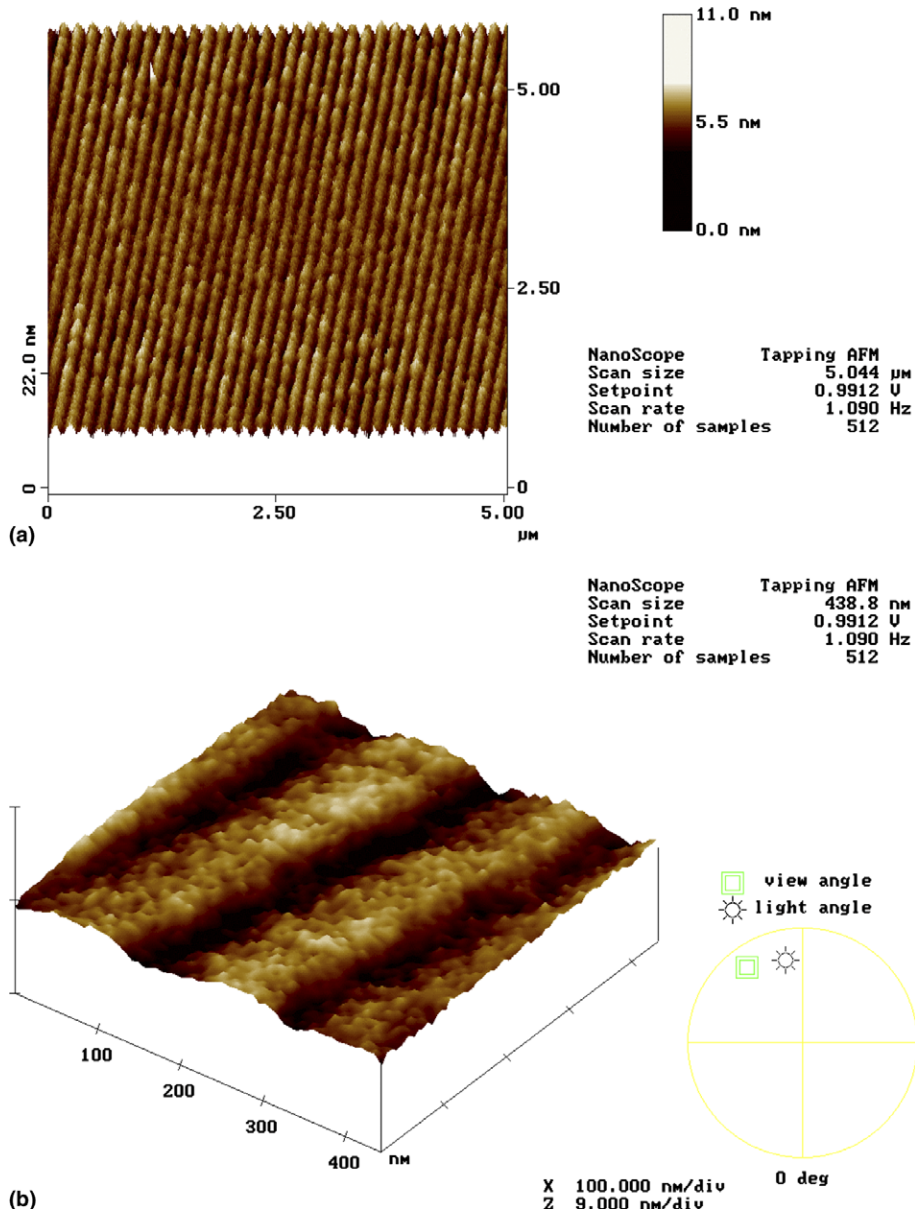 11.0 nm
5.00
5.5 nm
0.0 nm
2.50
22.0 nm
NanoScope Tapping AFM
Scan size 5.044 µm
Setpoint 0.9912 V
Scan rate 1.090 Hz
Number of samples 512
0
0
0 2.50 5.00
µm
(a)
NanoScope Tapping AFM
Scan size 438.8 nm
Setpoint 0.9912 V
Scan rate 1.090 Hz
Number of samples 512
view angle
light angle
100
200
300
400 nm
0 deg
X 100.000 nm/div
Z 9.000 nm/div
(b)